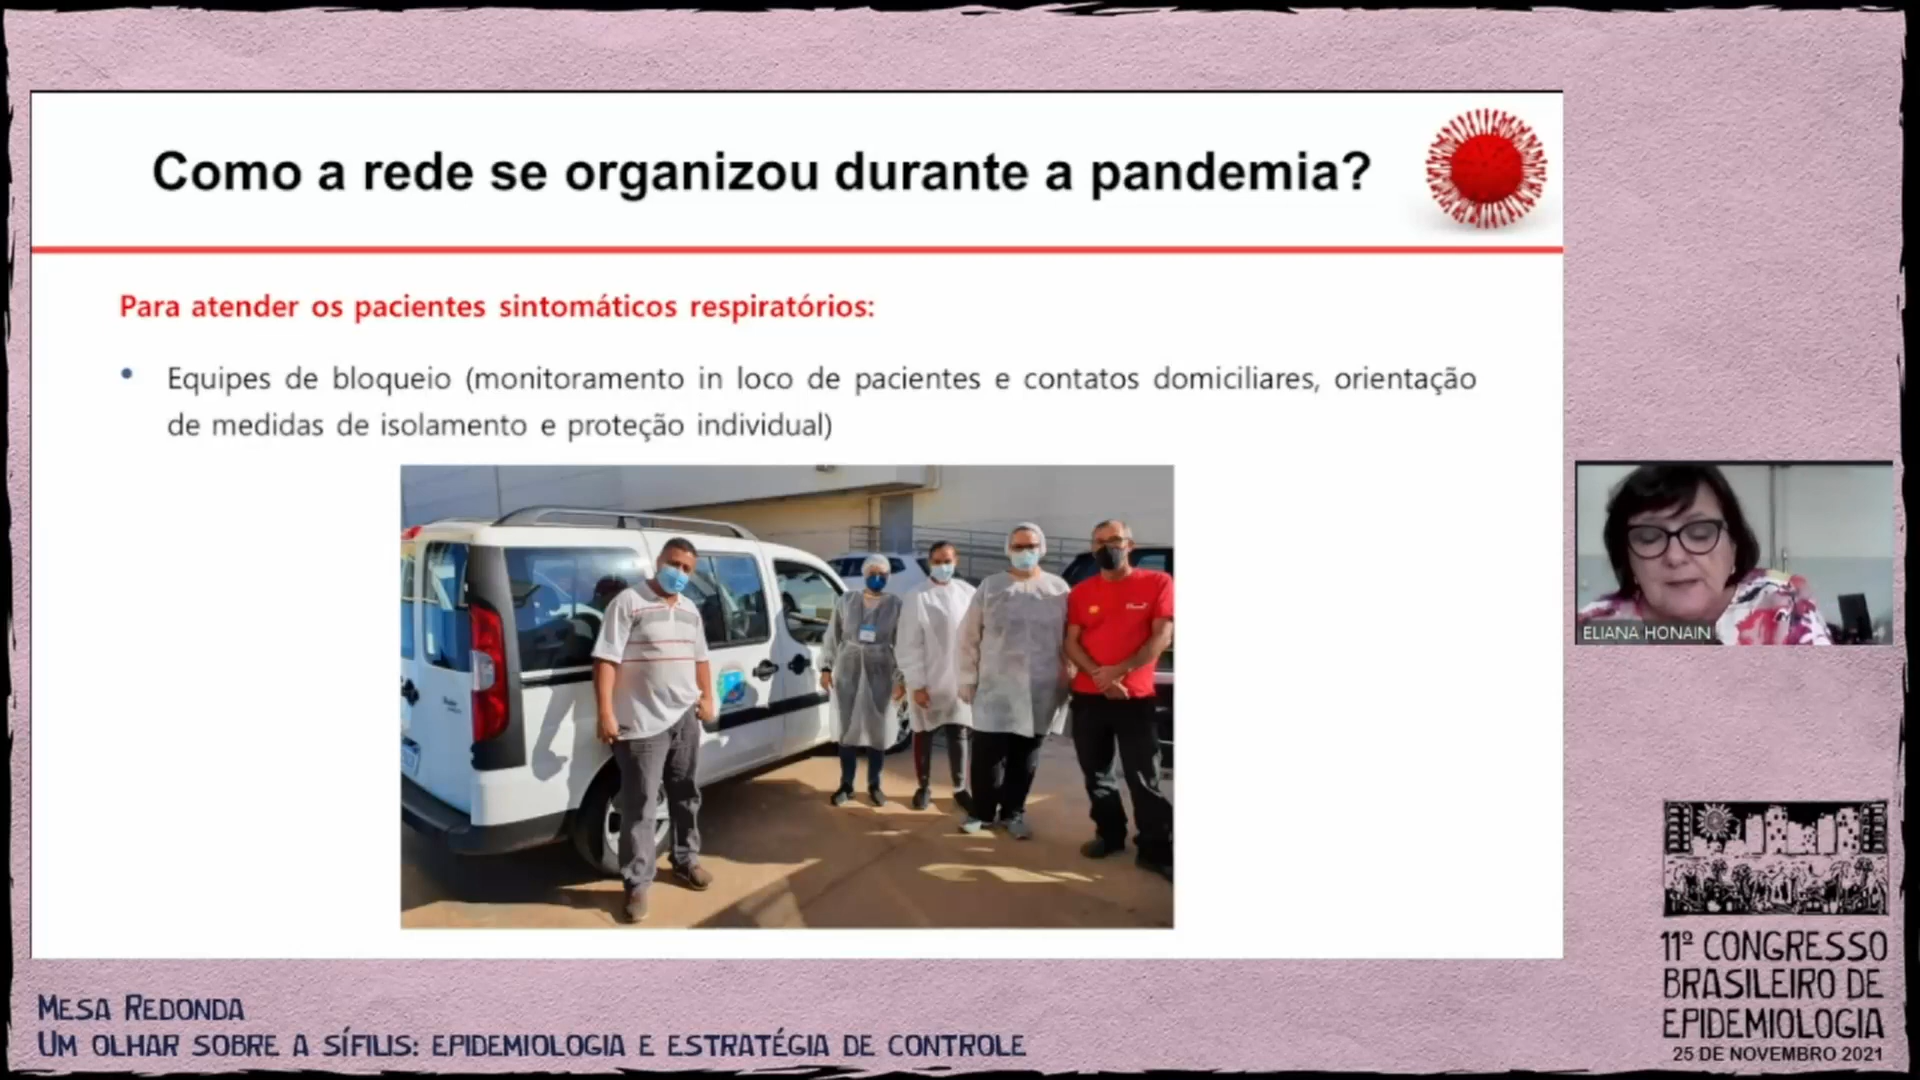 Como a rede se organizou durante a pandemia?
Para atender os pacientes sintomáticos respiratórios:
• Equipes de bloqueio (monitoramento in loco de pacientes e contatos domiciliares, orientação
de medidas de isolamento e proteção individual)
ELIANA HONAIN
11º CONGRESSO
BRASILEIRO DE
EPIDEMIOLOGIA
25 DE NOVEMBRO 2021
MESA REDONDA
UM OLHAR SOBRE A SÍFILIS: EPIDEMIOLOGIA E ESTRATÉGIA DE CONTROLE